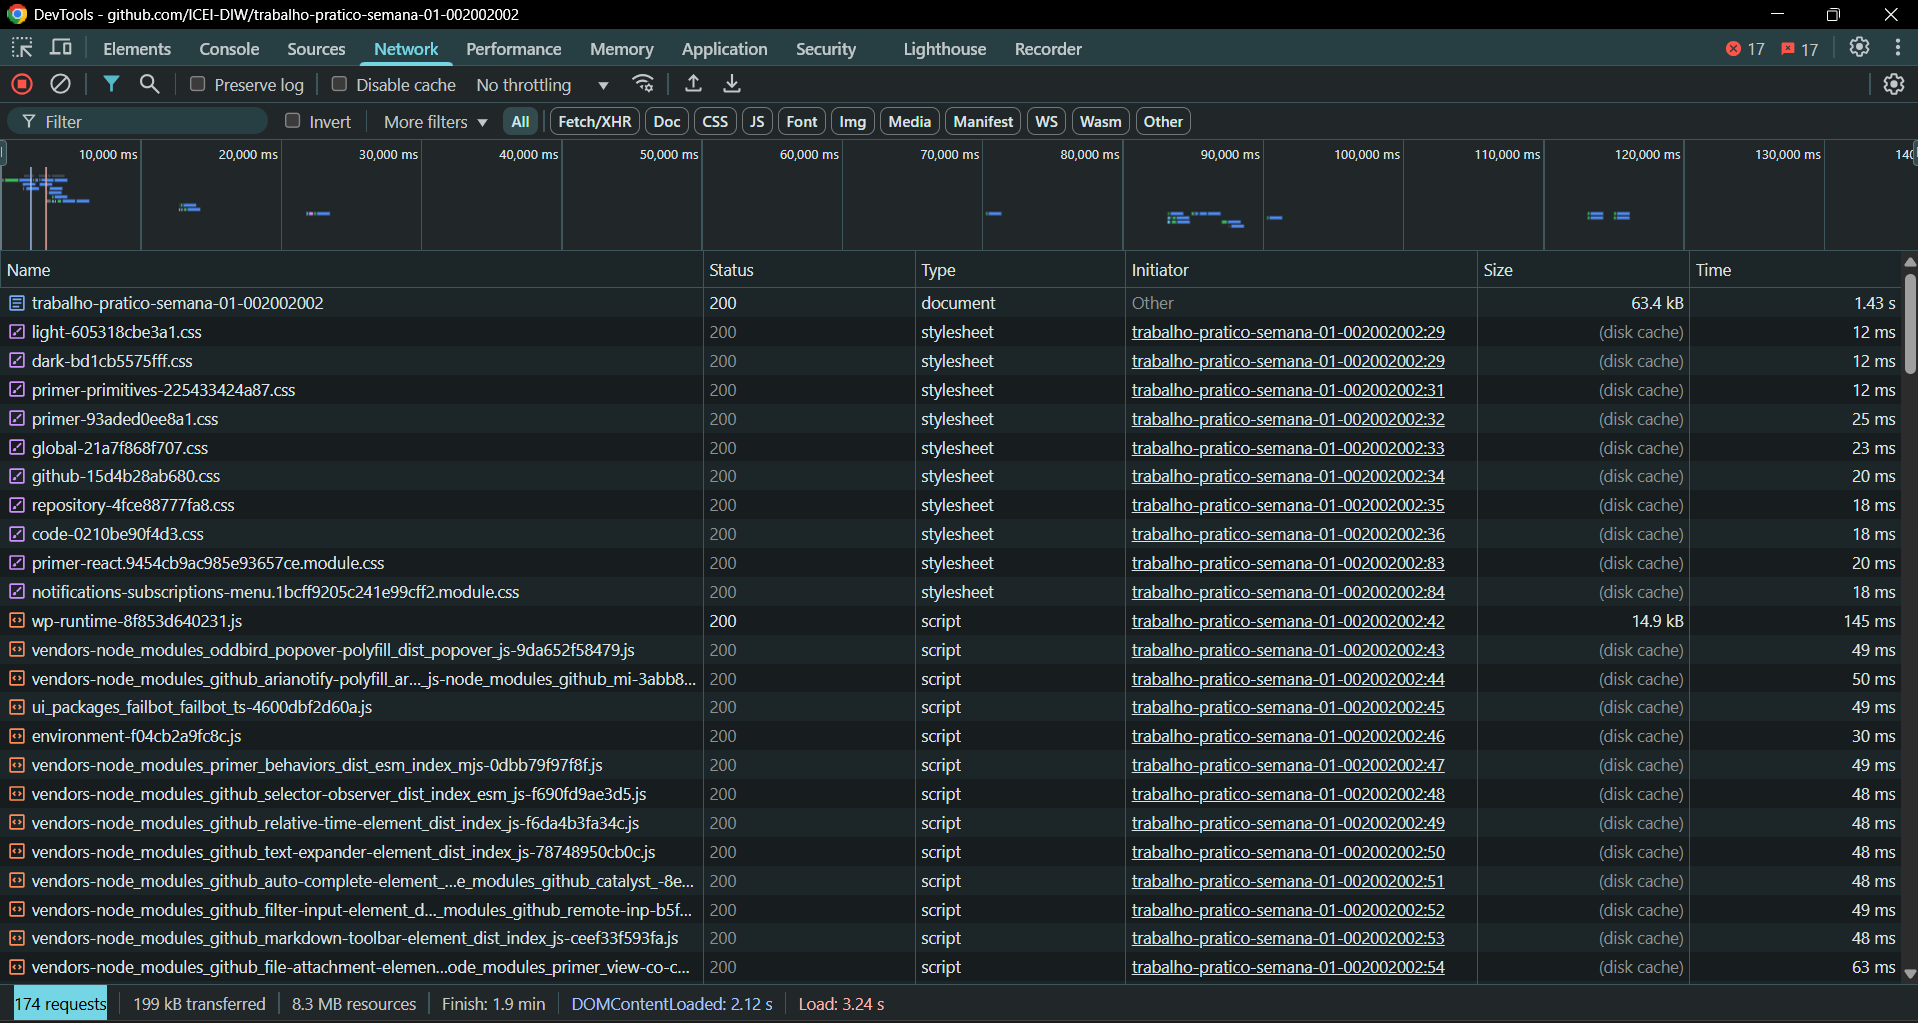 DevTools - github.com/ICEI-DIW/trabalho-pratico-semana-01-002002002
Elements Console Sources Network Performance Memory Application Security Lighthouse Recorder 17 17
Preserve log Disable cache No throttling
Filter Invert More filters All Fetch/XHR Doc CSS JS Font Img Media Manifest WS Wasm Other
10,000 ms 20,000 ms 30,000 ms 40,000 ms 50,000 ms 60,000 ms 70,000 ms 80,000 ms 90,000 ms 100,000 ms 110,000 ms 120,000 ms 130,000 ms 140
Name Status Type Initiator Size Time
trabalho-pratico-semana-01-002002002 200 document Other 63.4 kB 1.43 s
light-605318cbe3a1.css 200 stylesheet trabalho-pratico-semana-01-002002002:29 (disk cache) 12 ms
dark-bd1cb5575fff.css 200 stylesheet trabalho-pratico-semana-01-002002002:29 (disk cache) 12 ms
primer-primitives-225433424a87.css 200 stylesheet trabalho-pratico-semana-01-002002002:31 (disk cache) 12 ms
primer-93aded0ee8a1.css 200 stylesheet trabalho-pratico-semana-01-002002002:32 (disk cache) 25 ms
global-21a7f868f707.css 200 stylesheet trabalho-pratico-semana-01-002002002:33 (disk cache) 23 ms
github-15d4b28ab680.css 200 stylesheet trabalho-pratico-semana-01-002002002:34 (disk cache) 20 ms
repository-4fce88777fa8.css 200 stylesheet trabalho-pratico-semana-01-002002002:35 (disk cache) 18 ms
code-0210be90f4d3.css 200 stylesheet trabalho-pratico-semana-01-002002002:36 (disk cache) 18 ms
primer-react.9454cb9ac985e93657ce.module.css 200 stylesheet trabalho-pratico-semana-01-002002002:83 (disk cache) 20 ms
notifications-subscriptions-menu.1bcff9205c241e99cff2.module.css 200 stylesheet trabalho-pratico-semana-01-002002002:84 (disk cache) 18 ms
wp-runtime-8f853d640231.js 200 script trabalho-pratico-semana-01-002002002:42 14.9 kB 145 ms
vendors-node_modules_oddbird_popover-polyfill_dist_popover_js-9da652f58479.js 200 script trabalho-pratico-semana-01-002002002:43 (disk cache) 49 ms
vendors-node_modules_github_arianotify-polyfill_ar..._js-node_modules_github_mi-3abb8... 200 script trabalho-pratico-semana-01-002002002:44 (disk cache) 50 ms
ui_packages_failbot_failbot_ts-4600dbf2d60a.js 200 script trabalho-pratico-semana-01-002002002:45 (disk cache) 49 ms
environment-f04cb2a9fc8c.js 200 script trabalho-pratico-semana-01-002002002:46 (disk cache) 30 ms
vendors-node_modules_primer_behaviors_dist_esm_index_mjs-0dbb79f97f8f.js 200 script trabalho-pratico-semana-01-002002002:47 (disk cache) 49 ms
vendors-node_modules_github_selector-observer_dist_index_esm_js-f690fd9ae3d5.js 200 script trabalho-pratico-semana-01-002002002:48 (disk cache) 48 ms
vendors-node_modules_github_relative-time-element_dist_index_js-f6da4b3fa34c.js 200 script trabalho-pratico-semana-01-002002002:49 (disk cache) 48 ms
vendors-node_modules_github_text-expander-element_dist_index_js-78748950cb0c.js 200 script trabalho-pratico-semana-01-002002002:50 (disk cache) 48 ms
vendors-node_modules_github_auto-complete-element_...e_modules_github_catalyst_-8e... 200 script trabalho-pratico-semana-01-002002002:51 (disk cache) 48 ms
vendors-node_modules_github_filter-input-element_d..._modules_github_remote-inp-b5f... 200 script trabalho-pratico-semana-01-002002002:52 (disk cache) 49 ms
vendors-node_modules_github_markdown-toolbar-element_dist_index_js-ceef33f593fa.js 200 script trabalho-pratico-semana-01-002002002:53 (disk cache) 48 ms
vendors-node_modules_github_file-attachment-elemen...ode_modules_primer_view-co-c... 200 script trabalho-pratico-semana-01-002002002:54 (disk cache) 63 ms
174 requests 199 kB transferred 8.3 MB resources Finish: 1.9 min DOMContentLoaded: 2.12 s Load: 3.24 s